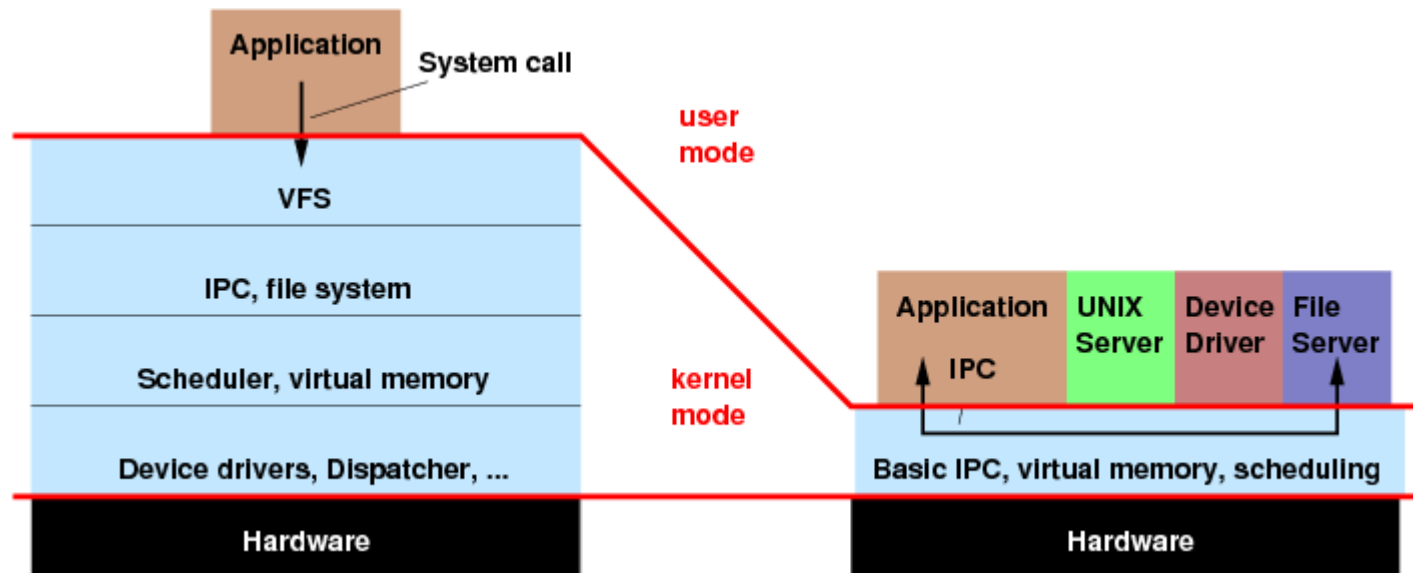 Application
System call
VFS
IPC, file system
Scheduler, virtual memory
Device drivers, Dispatcher, ...
Hardware
user
mode
kernel
mode
Application
IPC
UNIX
Server
Device
Driver
File
Server
Basic IPC, virtual memory, scheduling
Hardware